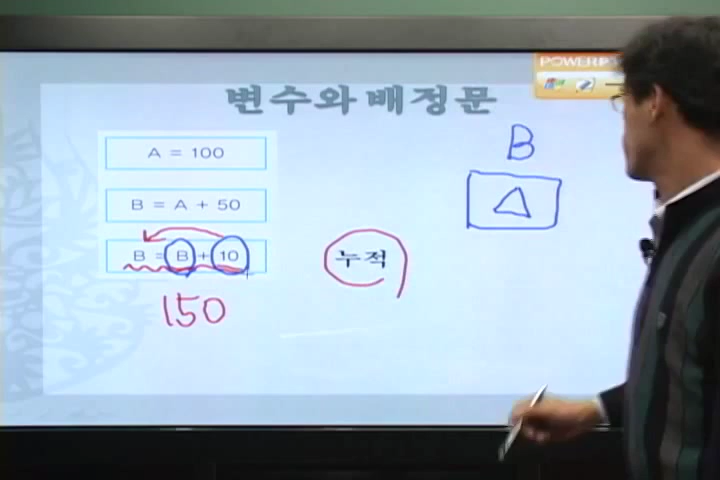 POWERP
변수와 배정문
A = 100
B
B = A + 50
B = B + 10
누적
150